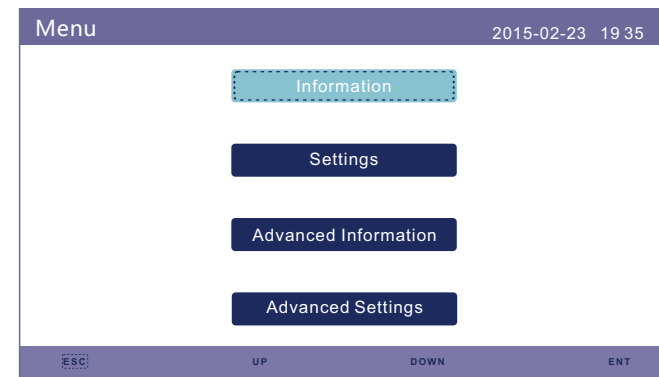 Menu
2015-02-23 19 35
Information
Settings
Advanced Information
Advanced Settings
ESC UP DOWN ENT